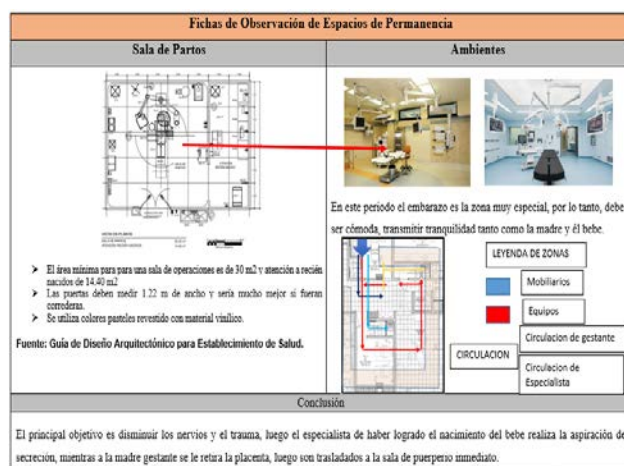 Fichas de Observación de Espacios de Permanencia
Sala de Partos
Ambientes
El área mínima para para una sala de operaciones es de 30 m2 y atención a recién
nacidos de 14.40 m2
Las puertas deben medir 1.22 m de ancho y sería mucho mejor si fueran
correderas.
Se utiliza colores pasteles revestido con material vinílico.
Fuente: Guía de Diseño Arquitectónico para Establecimiento de Salud.
En este periodo el embarazo es la zona muy especial, por lo tanto, debe
ser cómoda, transmitir tranquilidad tanto como la madre y él bebe.
LEYENDA DE ZONAS
Mobiliarios
Equipos
CIRCULACION
Circulacion de gestante
Circulacion de
Especialista
Conclusión
El principal objetivo es disminuir los nervios y el trauma, luego el especialista de haber logrado el nacimiento del bebe realiza la aspiración de
secreción, mientras a la madre gestante se le retira la placenta, luego son trasladados a la sala de puerperio inmediato.